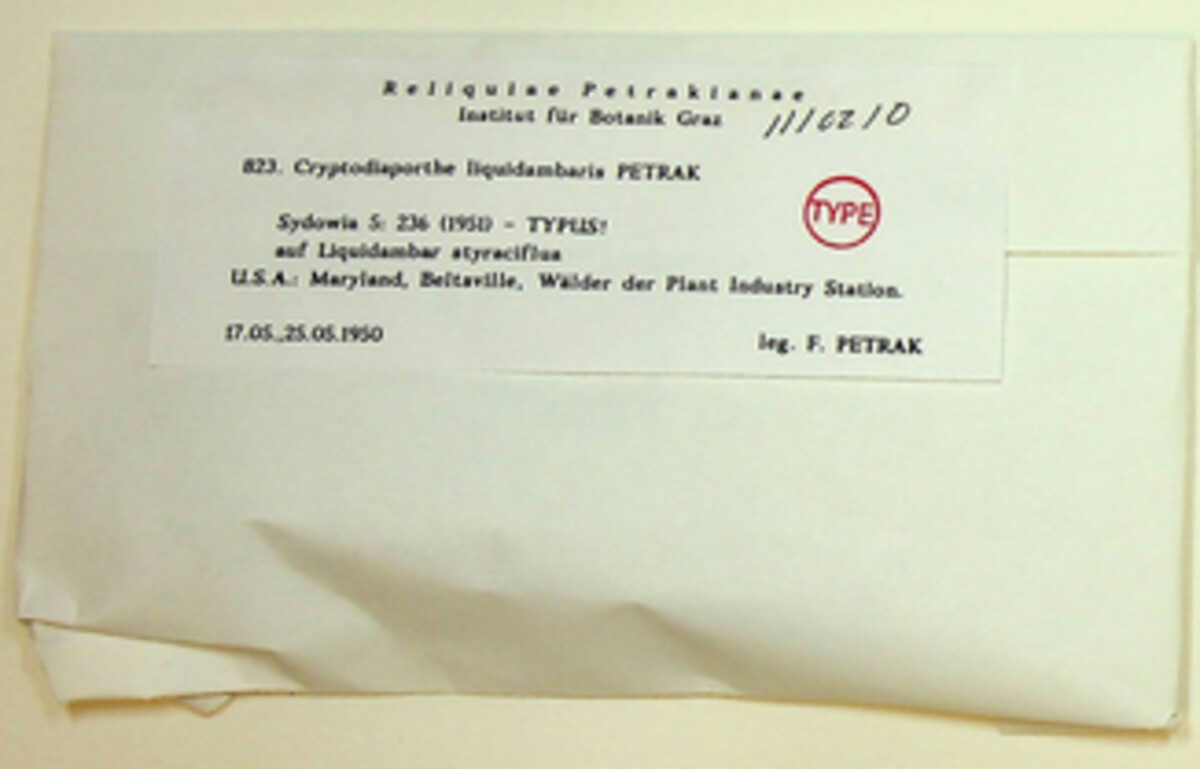 Reliquiae Petrakianae
Institut für Botanik Graz
1116210
823. Cryptodiaporthe liquidambaris PETRAK
TYPE
Sydowia 5: 236 (1951) - TYPUS!
auf Liquidambar styraciflua
U.S.A.: Maryland, Beltsville, Wälder der Plant Industry Station.
17.05.,25.05.1950
leg. F. PETRAK